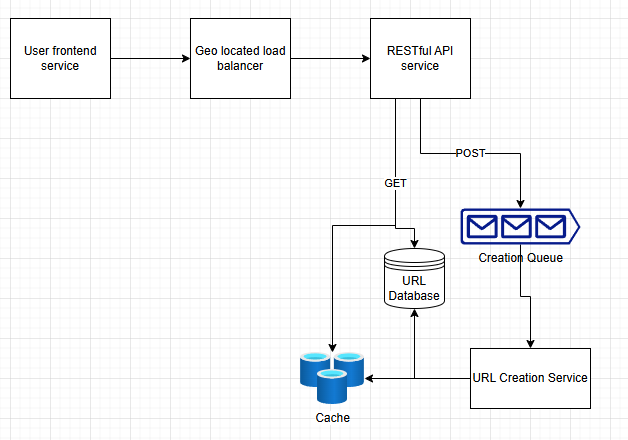 User frontend
service
Geo located load
balancer
RESTful API
service
POST
GET
Creation Queue
URL
Database
URL Creation Service
Cache